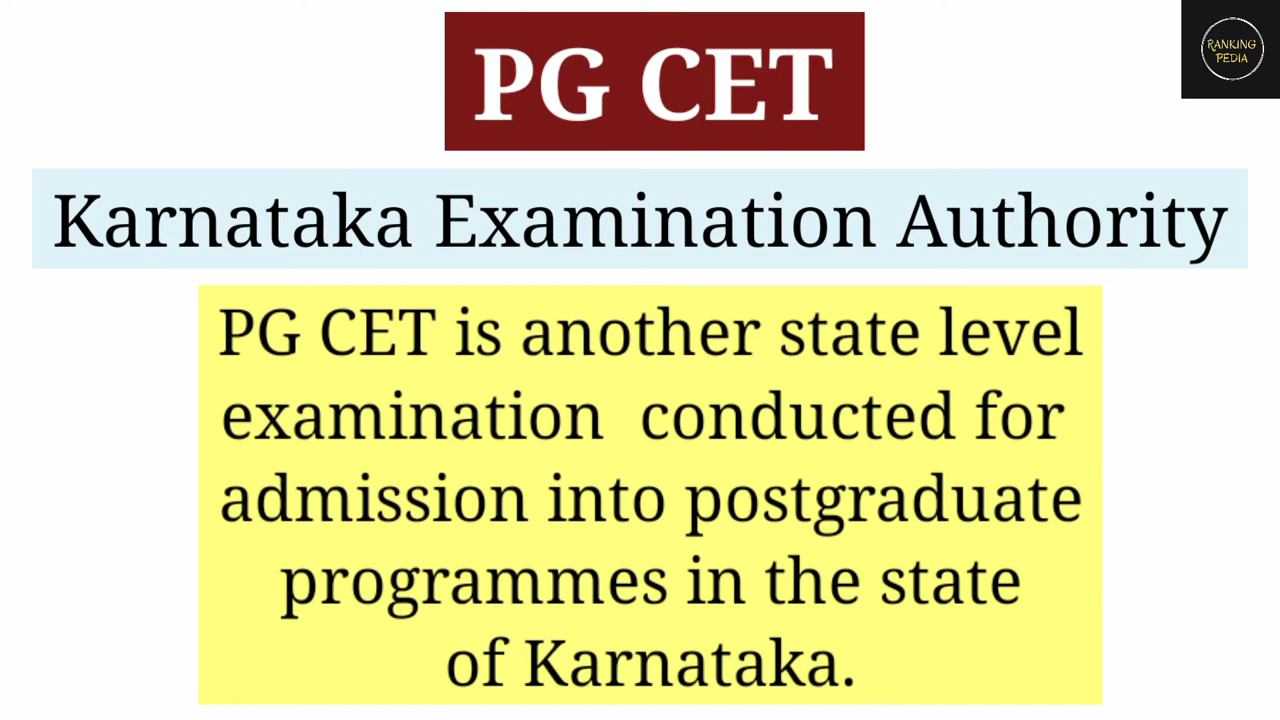 PG CET
RANKING
PEDIA
Karnataka Examination Authority
PG CET is another state level
examination conducted for
admission into postgraduate
programmes in the state
of Karnataka.